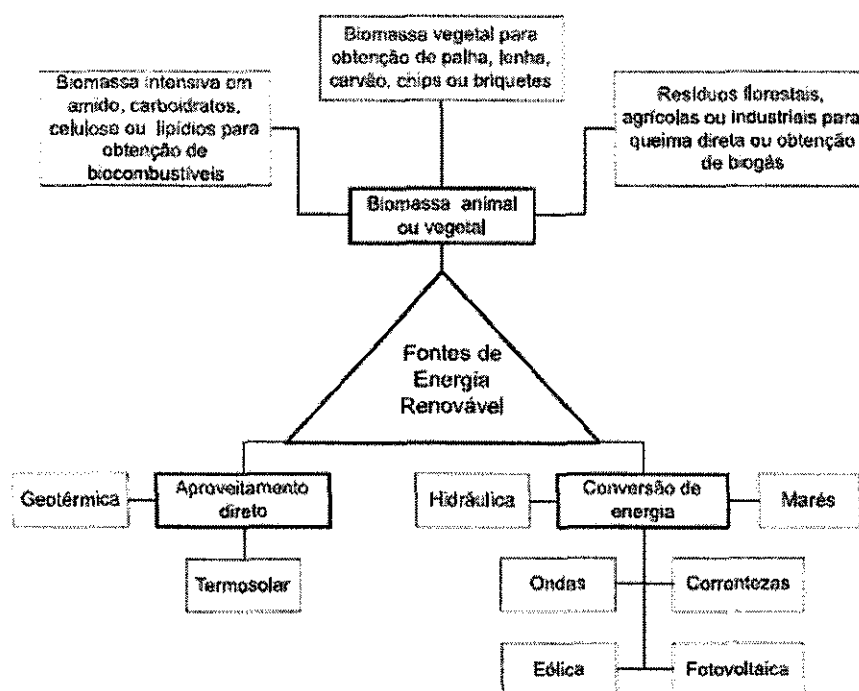 Biomassa vegetal para
obtenção de palha, lenha,
carvão, chips ou briquetes
Biomassa intensiva em
amido, carboidratos,
celulose ou lipídios para
obtenção de
biocombustíveis
Resíduos florestais,
agrícolas ou industriais para
queima direta ou obtenção
de biogás
Biomassa animal
ou vegetal
Fontes de
Energia
Renovável
Geotérmica
Aproveitamento
direto
Hidráulica
Conversão de
energia
Marés
Termosolar
Ondas
Correntezas
Eólica
Fotovoltaica